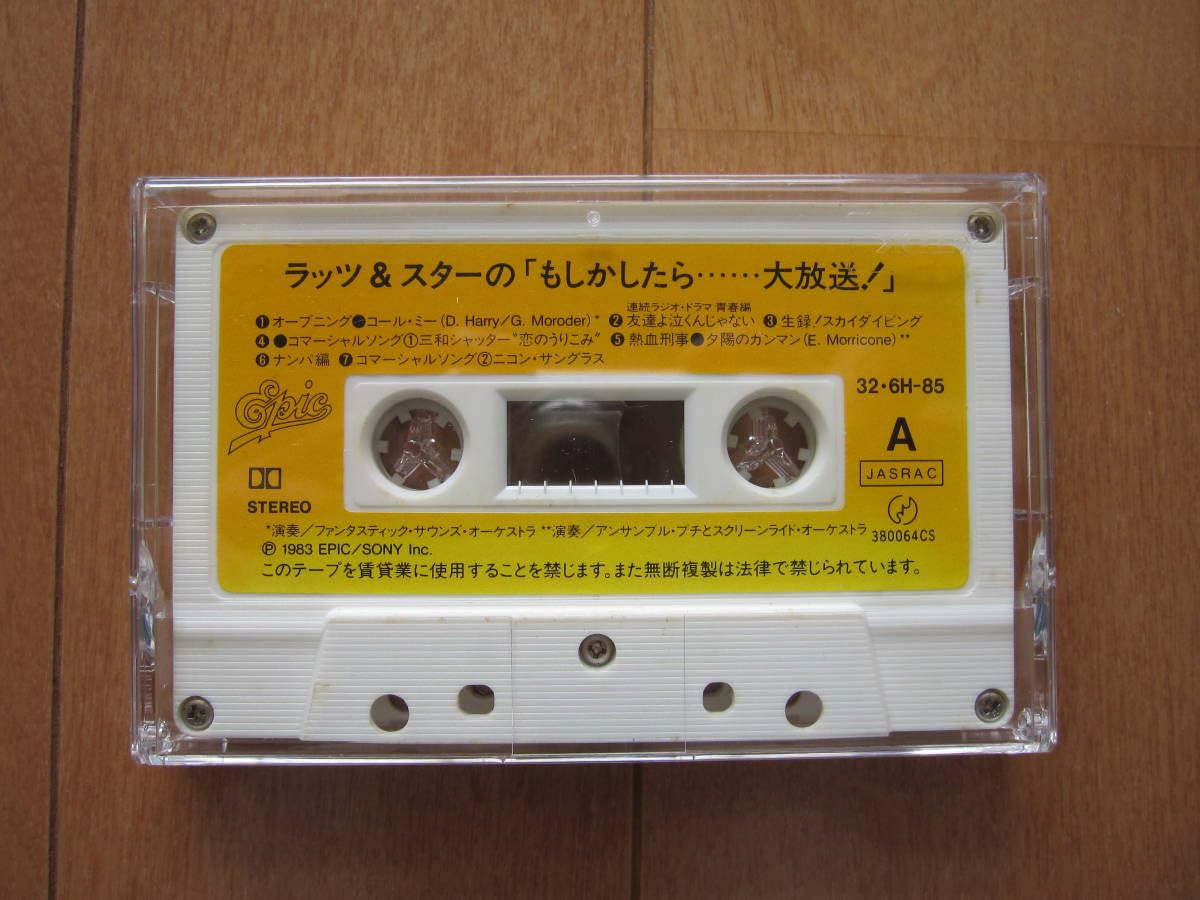 ラッツ & スターの「もしかしたら……大放送!」
連続ラジオ・ドラマ 青春編
❶オープニング●コール・ミー(D. Harry/G. Moroder)* ❷友達よ泣くんじゃない ❸生録!スカイダイビング
❹●コマーシャルソング①三和シャッター“恋のうりこみ” ❺熱血刑事●夕陽のカンマン(E. Morricone)**
❻ナンパ編 ❼コマーシャルソング②ニコン・サングラス
Epic
32・6H-85
A
JASRAC
STEREO
*演奏/ファンタスティック・サウンズ・オーケストラ **演奏/アンサンブル・プチとスクリーンライド・オーケストラ
380064CS
Ⓟ 1983 EPIC/SONY Inc.
このテープを賃貸業に使用することを禁じます。また無断複製は法律で禁じられています。